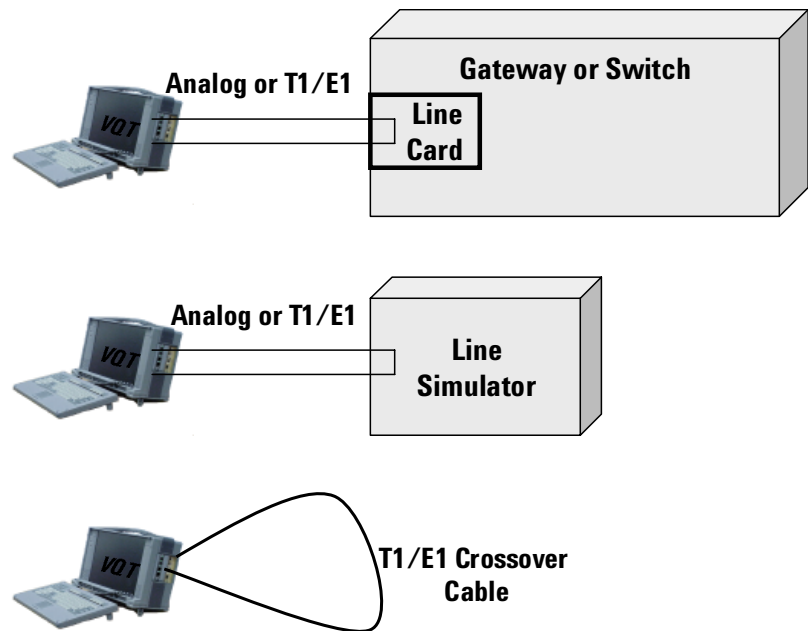 Gateway or Switch
Analog or T1/E1
Line
Card
VQT
Analog or T1/E1
Line
Simulator
VQT
T1/E1 Crossover
Cable
VQT